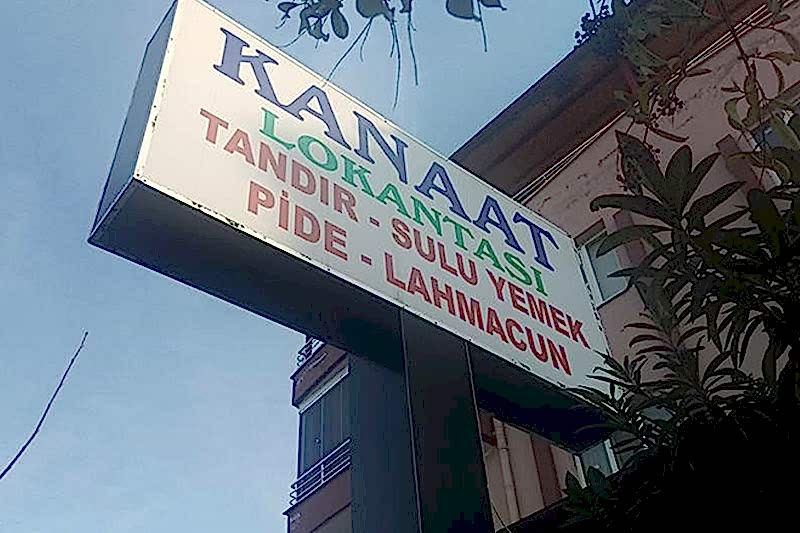 KANAAT
LOKANTASI
TANDIR - SULU YEMEK
PİDE - LAHMACUN